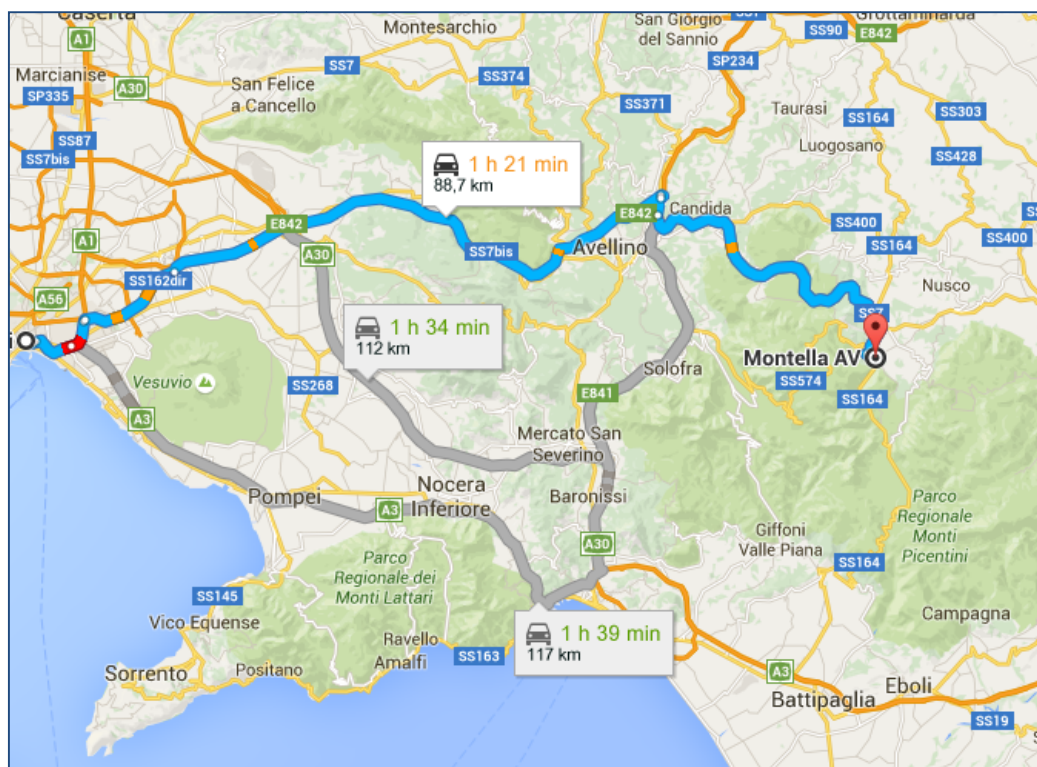 Caserta
A1
Montesarchio
San Giorgio
del Sannio
SS7
Grottaminarda
SS90
E842
Marcianise
SS7
SP234
A30
San Felice
a Cancello
SP335
SS374
Taurasi
SS371
SS164
SS303
SS87
Luogosano
SS7bis
1 h 21 min
88,7 km
SS428
E842
E842
Candida
SS400
A1
SS164
SS400
Avellino
SS7bis
A30
SS162dir
Nusco
A56
SS7
i
1 h 34 min
112 km
Montella AV
Solofra
Vesuvio
SS268
SS574
E841
SS164
A3
Mercato San
Severino
Nocera
Inferiore
Pompei
Baronissi
Parco
Regionale
Monti
Picentini
A3
Giffoni
Valle Piana
A30
Parco
Regionale dei
Monti Lattari
SS164
SS145
Vico Equense
1 h 39 min
117 km
Campagna
Ravello
Amalfi
SS163
Sorrento
Positano
A3
Eboli
Battipaglia
SS19
S